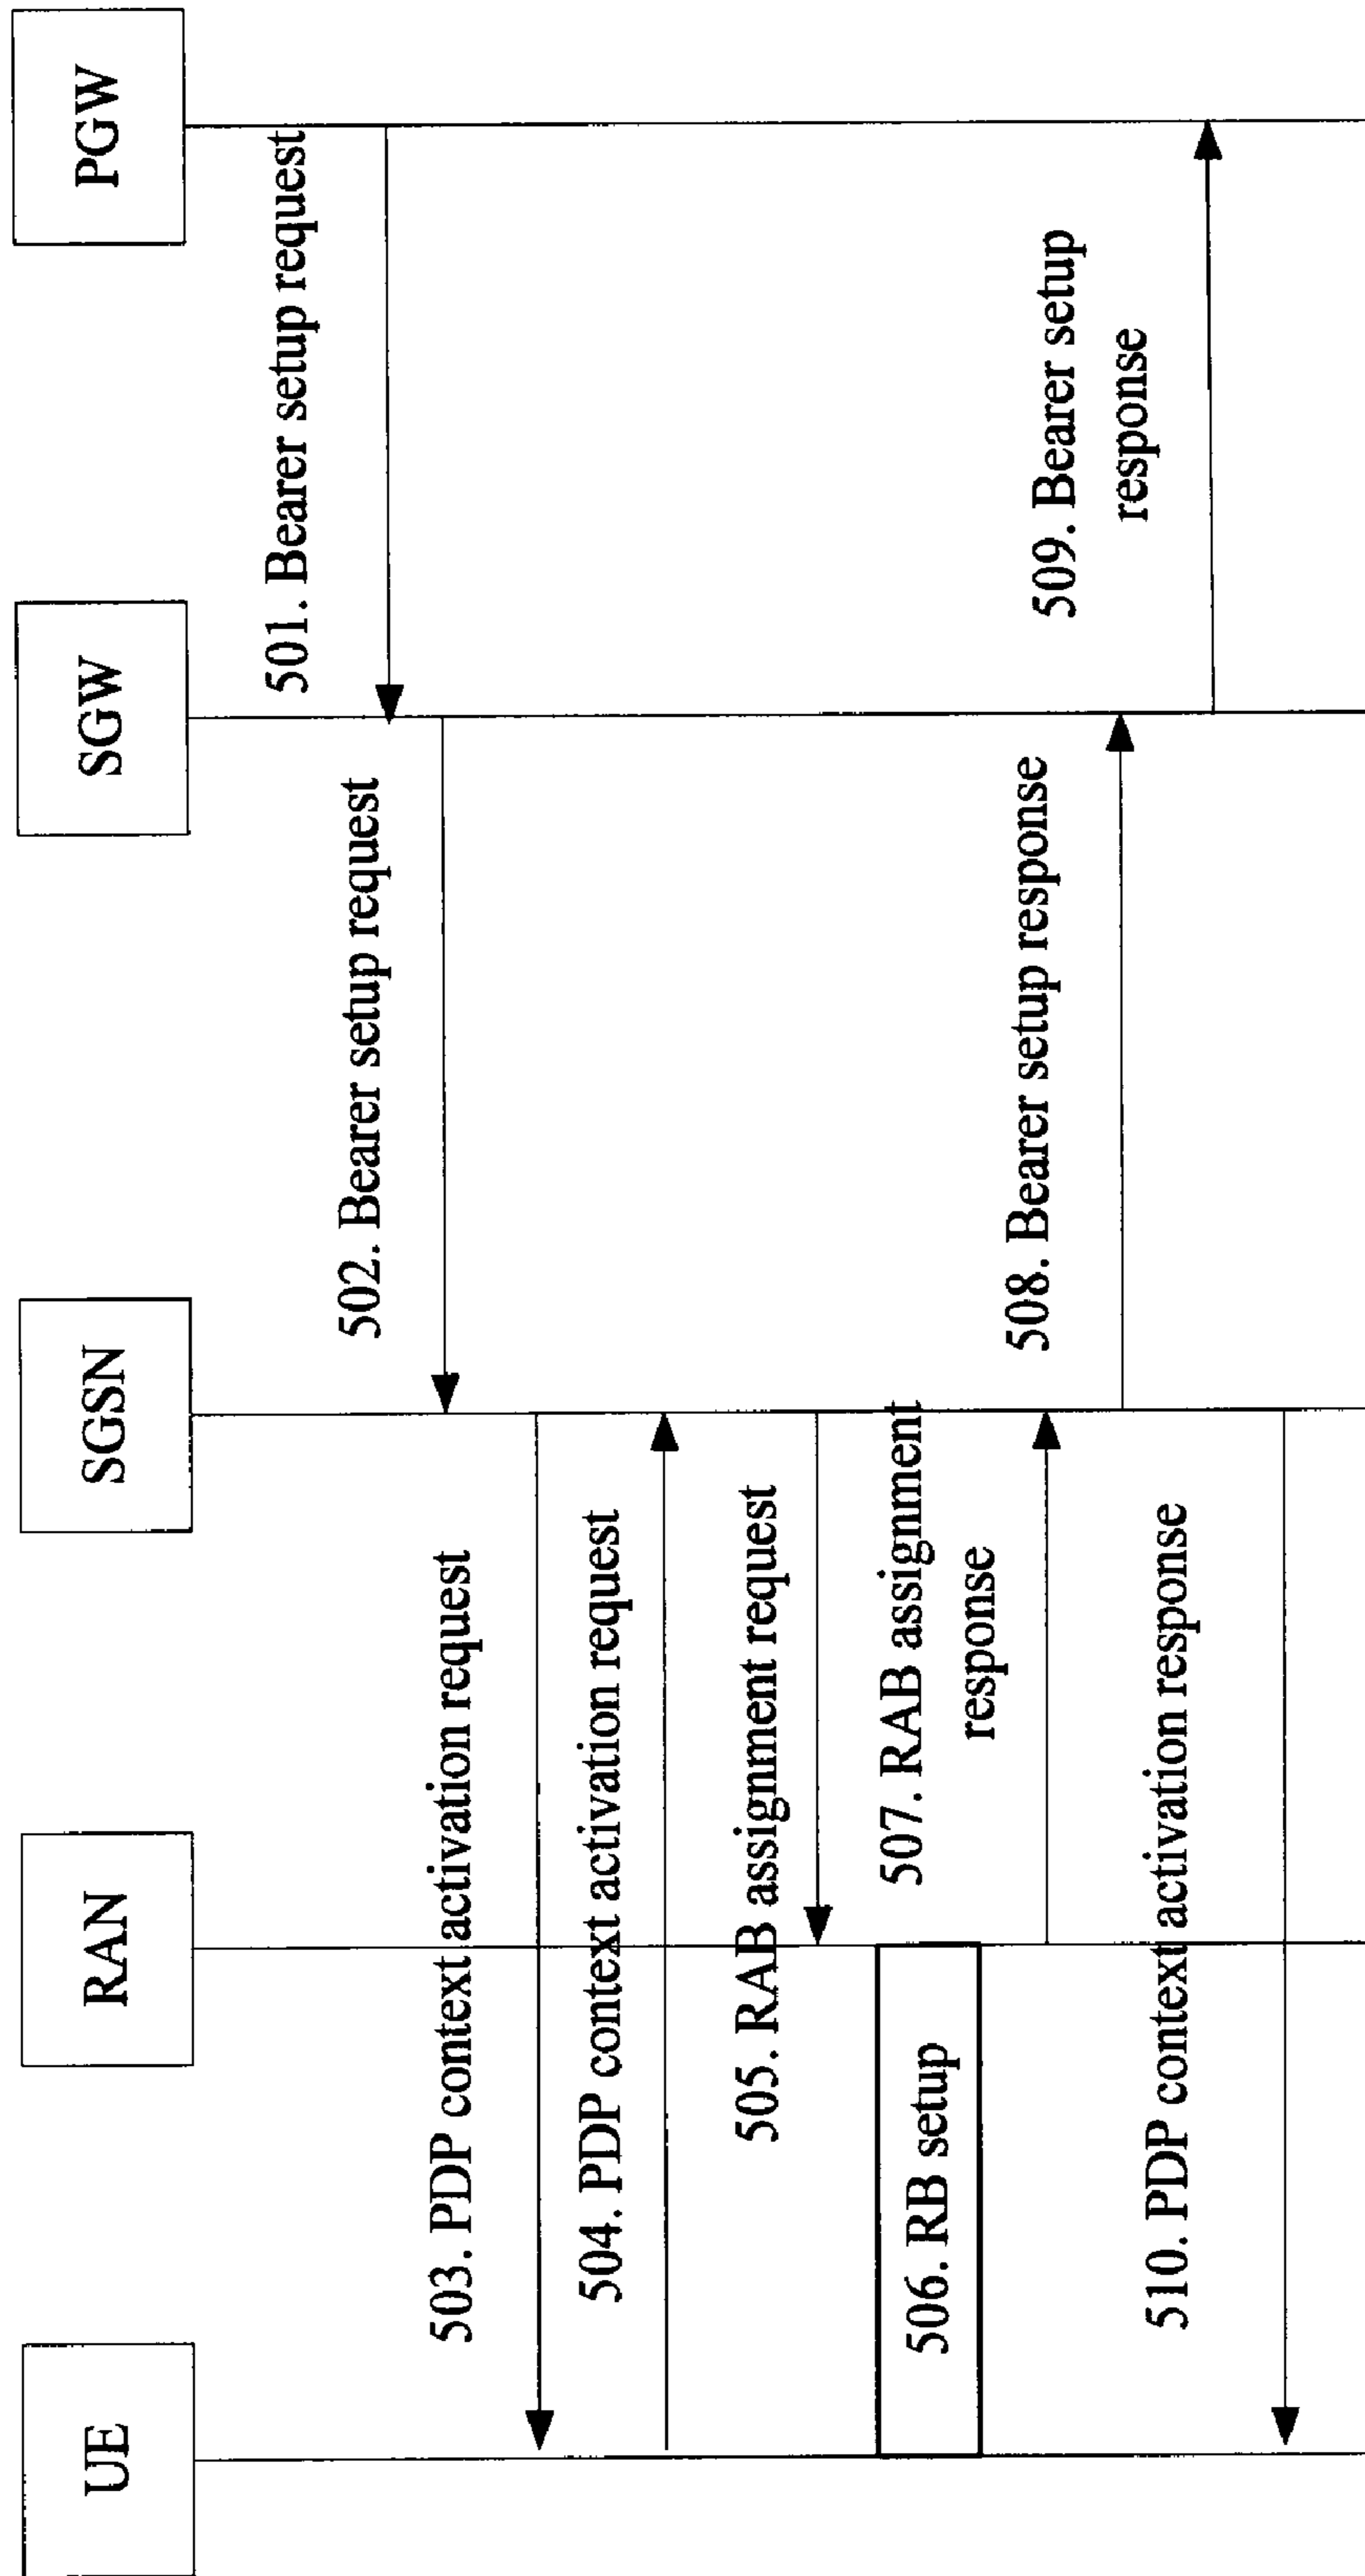 UE
RAN
SGSN
SGW
PGW
501. Bearer setup request
502. Bearer setup request
503. PDP context activation request
504. PDP context activation request
505. RAB assignment request
506. RB setup
507. RAB assignment
response
508. Bearer setup response
509. Bearer setup
response
510. PDP context activation response